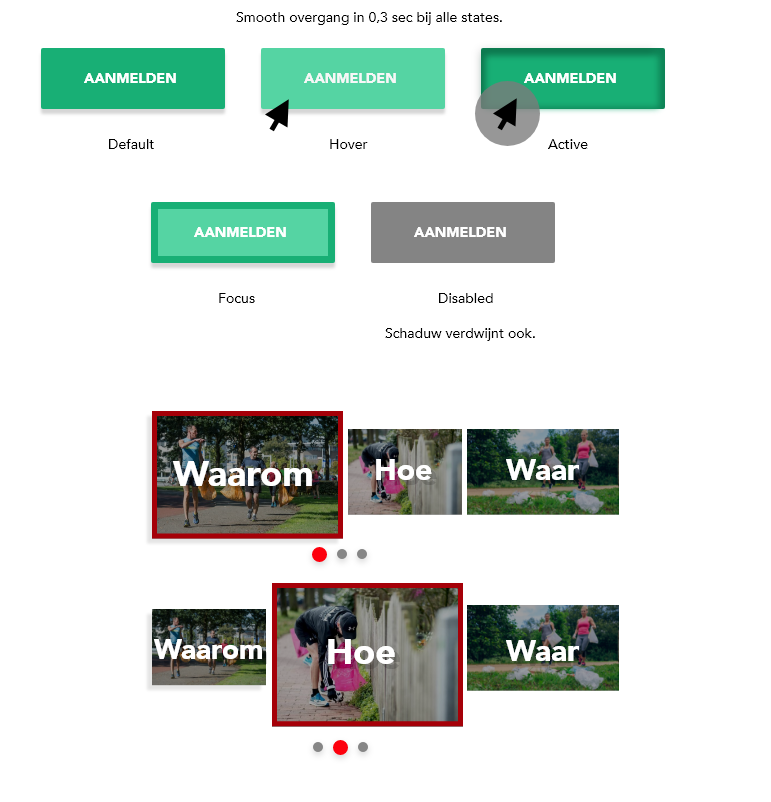 Smooth overgang in 0,3 sec bij alle states.
AANMELDEN AANMELDEN AANMELDEN
Default Hover Active
AANMELDEN AANMELDEN
Focus Disabled
Schaduw verdwijnt ook.
Waarom Hoe Waar
Waarom Hoe Waar